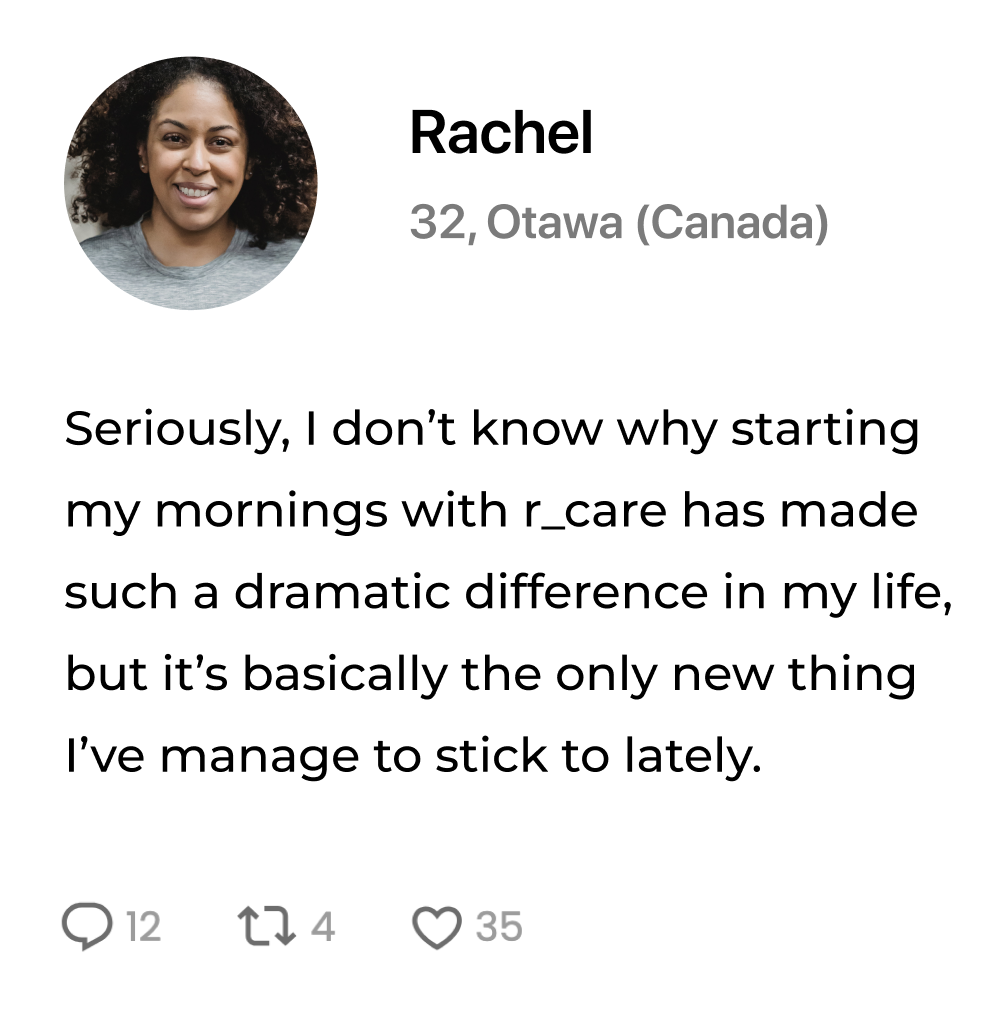 Rachel
32, Otawa (Canada)
Seriously, I don’t know why starting
my mornings with r_care has made
such a dramatic difference in my life,
but it’s basically the only new thing
I’ve manage to stick to lately.
12 4 35